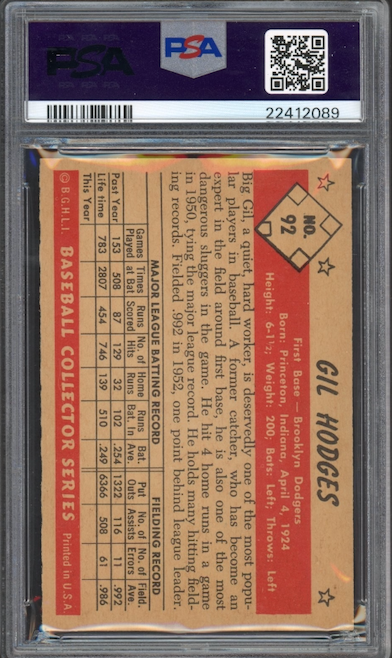 PSA
PSA
22412089
NO.
92
GIL HODGES
First Base — Brooklyn Dodgers
Born: Princeton, Indiana, April 4, 1924
Height: 6-1½; Weight: 200; Bats: Left; Throws: Left
Big Gil, a quiet, hard worker, is deservedly one of the most popu-
lar players in baseball. A former catcher, who has become an
expert in the field around first base, he is also one of the most
dangerous sluggers in the game. He hit 4 home runs in a game
in 1950, tying the major league record. He holds many hitting field-
ing records. Fielded .992 in 1952, one point behind league leader.
MAJOR LEAGUE BATTING RECORD FIELDING RECORD
Games Times Runs No. of Home Runs Bat. Put No. of No. of Field.
Played at Bat Scored Hits Runs Bat. In Ave. Outs Assists Errors Ave.
Past Year 153 508 87 129 32 102 .254 1322 116 11 .992
Life time 783 2807 454 746 139 510 .249 6366 508 61 .986
This Year
© B.G.H.L.I. BASEBALL COLLECTOR SERIES Printed in U.S.A